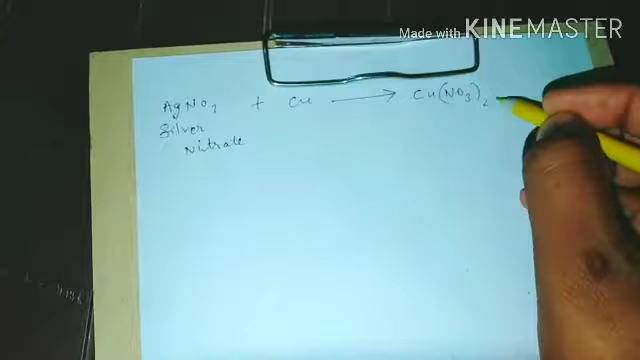 Made with KINEMASTER
AgNO3 + Cu ⟶ Cu(NO3)2
Silver
Nitrate